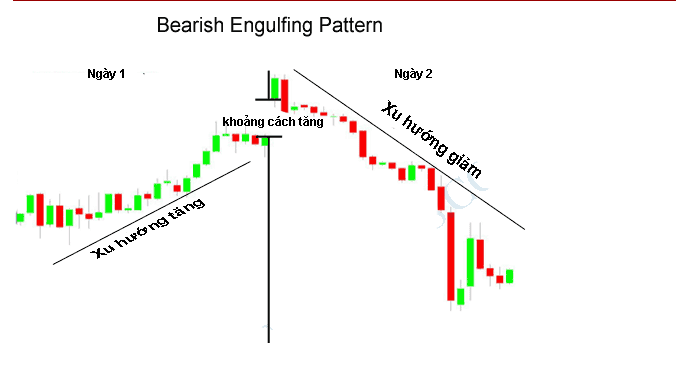 Bearish Engulfing Pattern
Ngày 1
Ngày 2
khoảng cách tăng
Xu hướng giảm
Xu hướng tăng